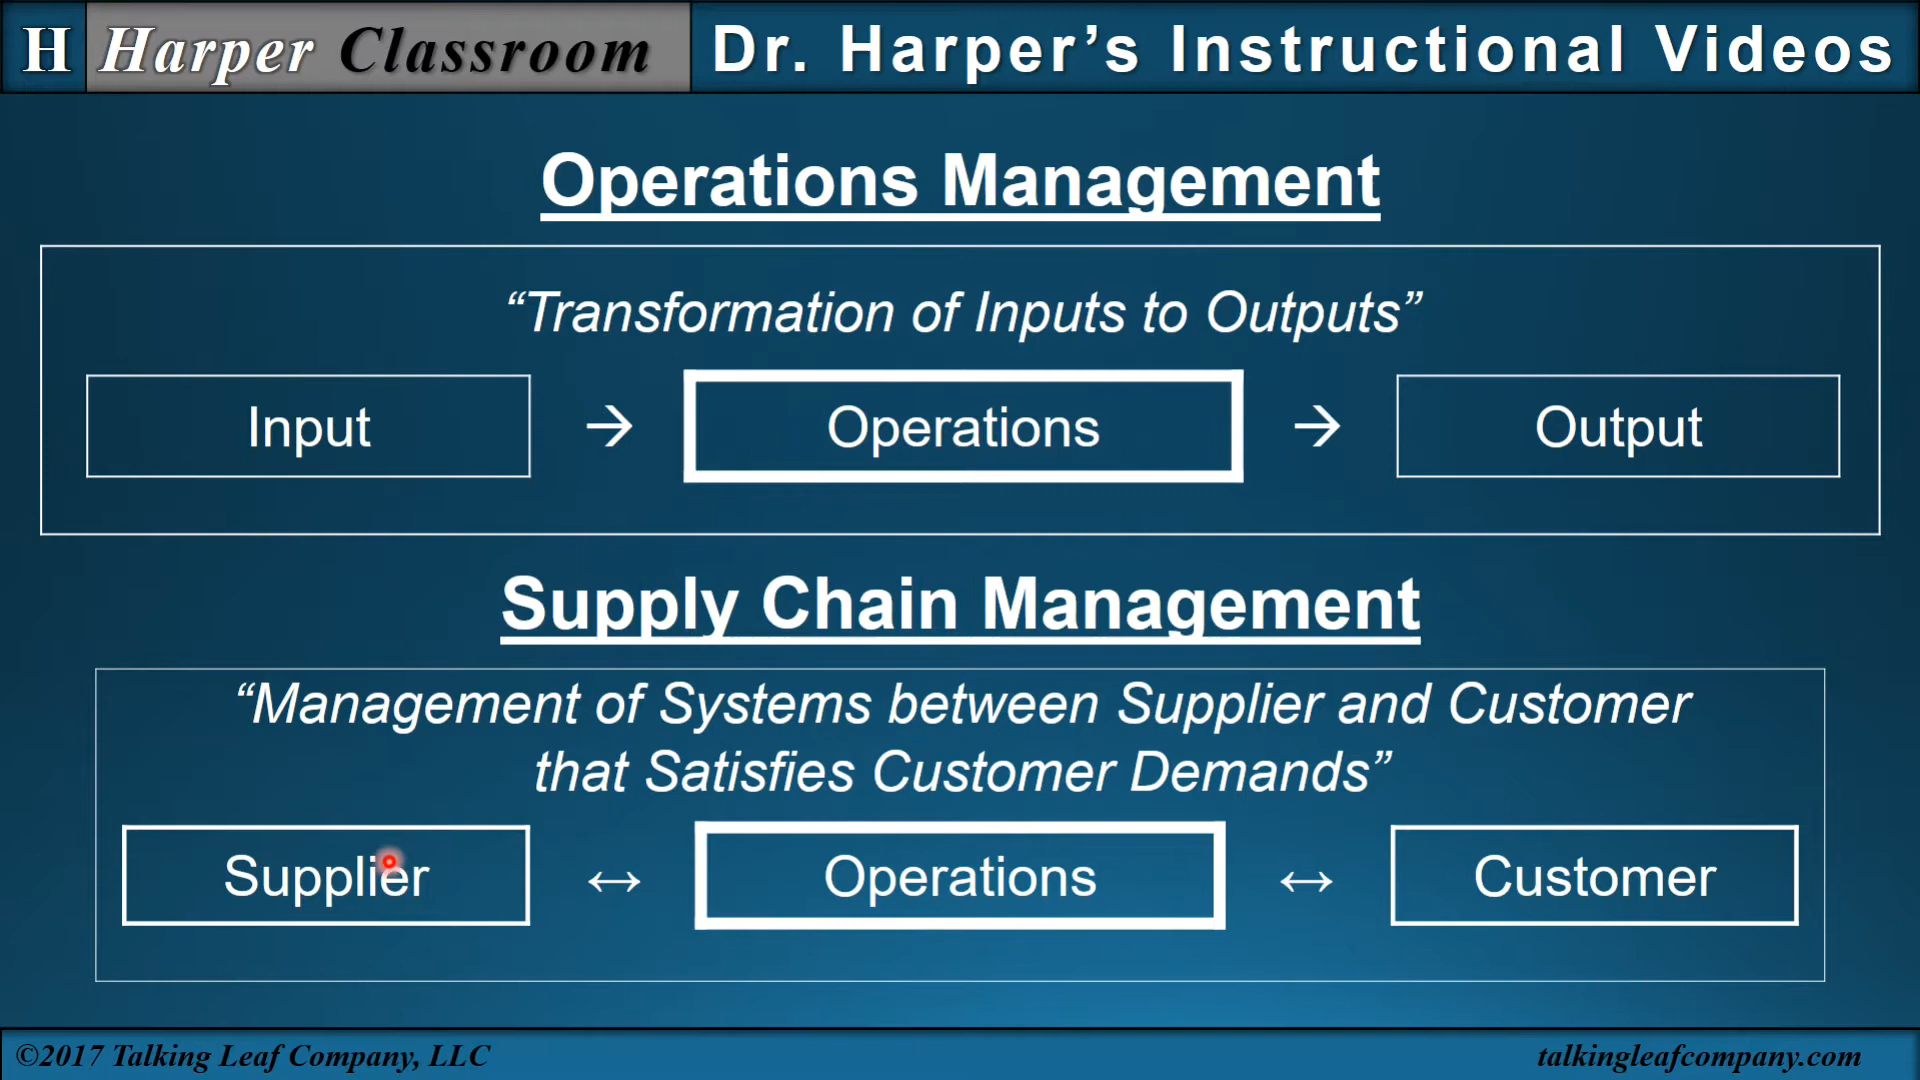 H Harper Classroom Dr. Harper’s Instructional Videos
Operations Management
“Transformation of Inputs to Outputs”
Input → Operations → Output
Supply Chain Management
“Management of Systems between Supplier and Customer
that Satisfies Customer Demands”
Supplier ↔ Operations ↔ Customer
©2017 Talking Leaf Company, LLC talkingleafcompany.com